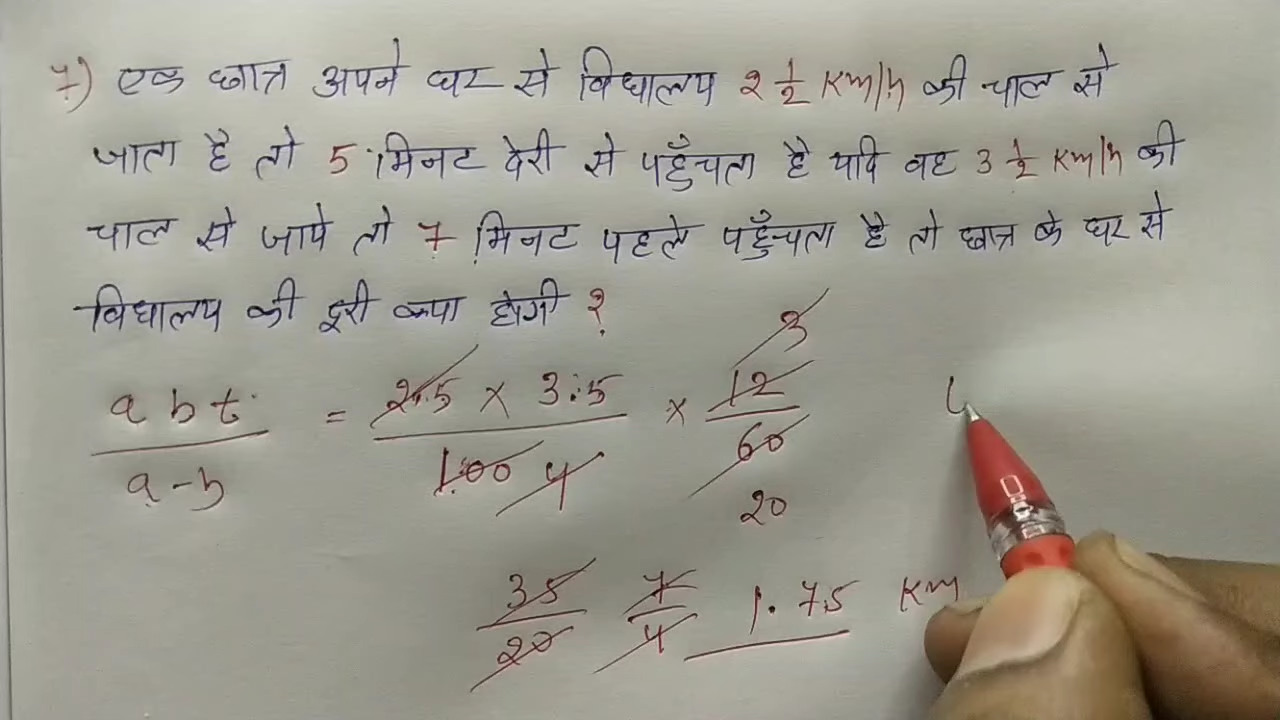 7) एक छात्र अपने घर से विद्यालय 2 1/2 Km/h की चाल से
जाता है तो 5 मिनट देरी से पहुँचता है यदि वह 3 1/2 Km/h की
चाल से जाये तो 7 मिनट पहले पहुँचता है तो छात्र के घर से
विद्यालय की दूरी क्या होगी ?
3
a b t / a - b = 2.5 × 3.5 / 1.00 4 × 12 / 60
20
35/20 7/4 1.75 Km